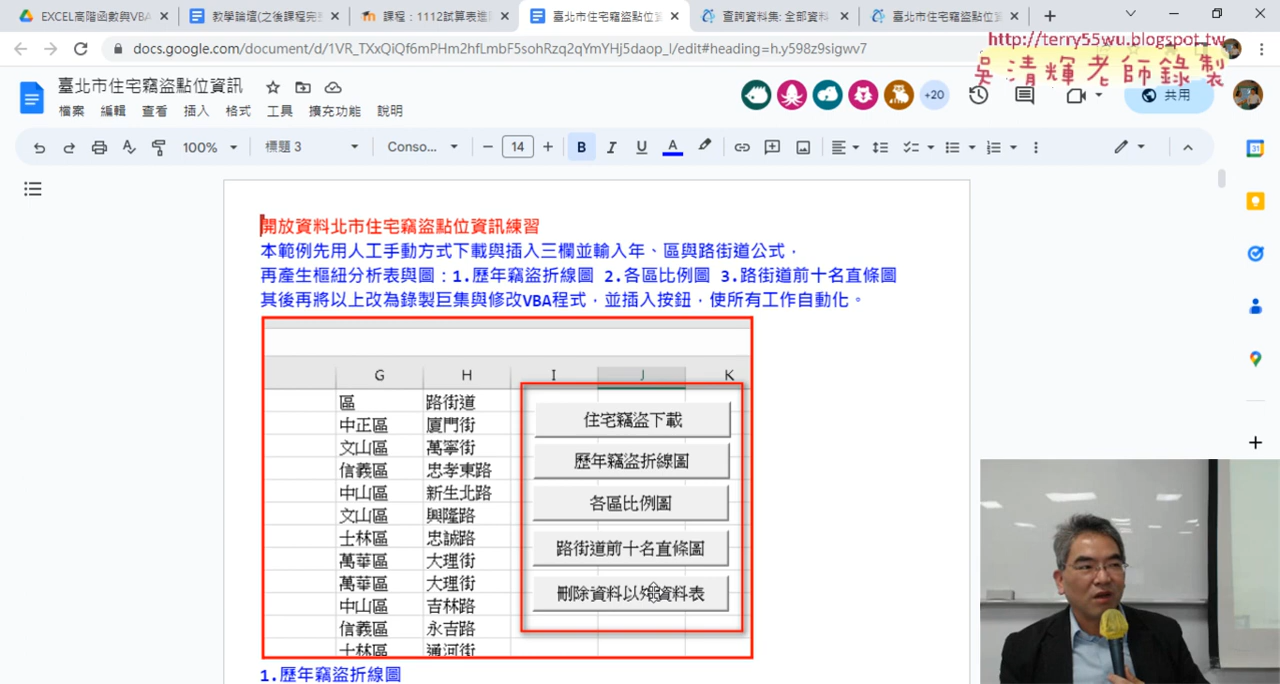 EXCEL高階函數與VBA
教學論壇(之後課程完
課程：1112試算表進
臺北市住宅竊盜點位資
查詢資料集: 全部資料
臺北市住宅竊盜點位資
docs.google.com/document/d/1VR_TXxQiQf6mPHm2hfLmbF5sohRzq2qYmYHj5daop_I/edit#heading=h.y598z9sigwv7
http://terry55wu.blogspot.tw
吳清輝老師錄製
臺北市住宅竊盜點位資訊
檔案 編輯 查看 插入 格式 工具 擴充功能 說明
+20
共用
100% 標題 3 Conso... 14 B I U A
31
開放資料北市住宅竊盜點位資訊練習
本範例先用人工手動方式下載與插入三欄並輸入年、區與路街道公式，
再產生樞紐分析表與圖：1.歷年竊盜折線圖 2.各區比例圖 3.路街道前十名直條圖
其後再將以上改為錄製巨集與修改VBA程式，並插入按鈕，使所有工作自動化。
G H I J K
區 路街道
中正區 廈門街
文山區 萬寧街
信義區 忠孝東路
中山區 新生北路
文山區 興隆路
士林區 忠誠路
萬華區 大理街
萬華區 大理街
中山區 吉林路
信義區 永吉路
士林區 通河街
住宅竊盜下載
歷年竊盜折線圖
各區比例圖
路街道前十名直條圖
刪除資料以外資料表
1.歷年竊盜折線圖